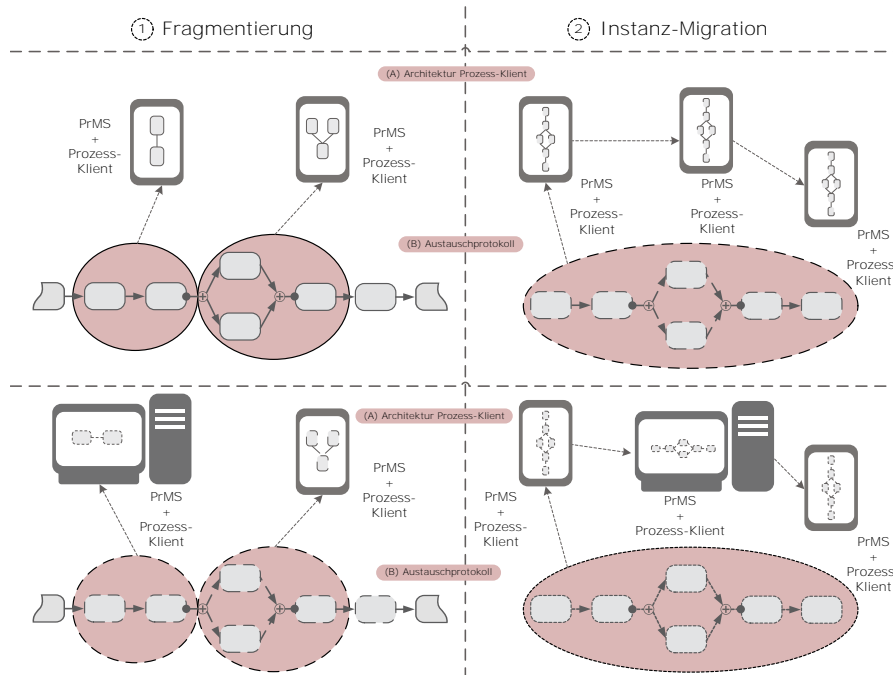 1 Fragmentierung
2 Instanz-Migration
(A) Architektur Prozess-Klient
PrMS
+
Prozess-
Klient
PrMS
+
Prozess-
Klient
PrMS
+
Prozess-
Klient
PrMS
+
Prozess-
Klient
PrMS
+
Prozess-
Klient
(B) Austauschprotokoll
(A) Architektur Prozess-Klient
PrMS
+
Prozess-
Klient
PrMS
+
Prozess-
Klient
PrMS
+
Prozess-
Klient
PrMS
+
Prozess-Klient
PrMS
+
Prozess-
Klient
(B) Austauschprotokoll